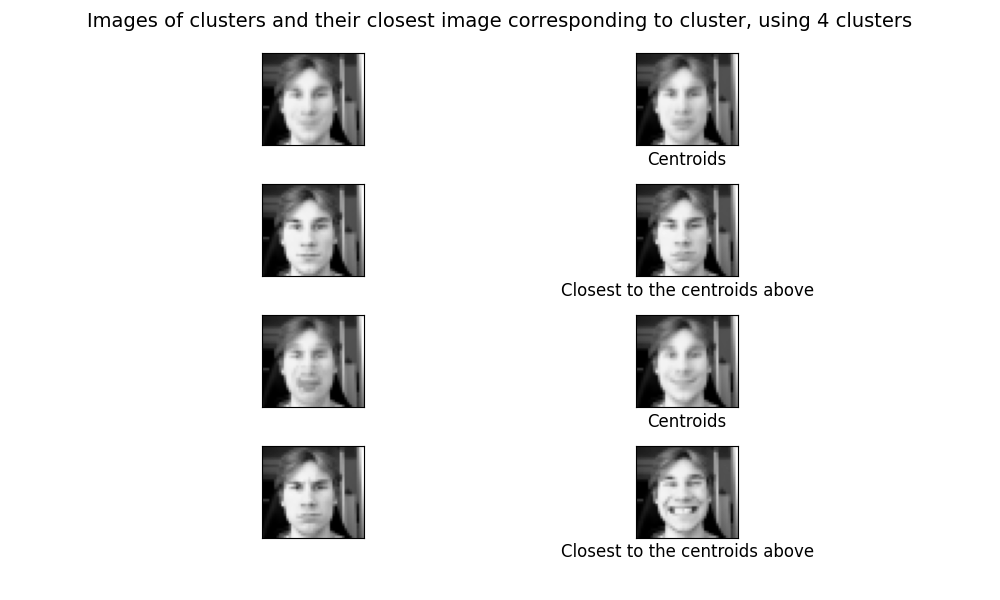 Images of clusters and their closest image corresponding to cluster, using 4 clusters
Centroids
Closest to the centroids above
Centroids
Closest to the centroids above